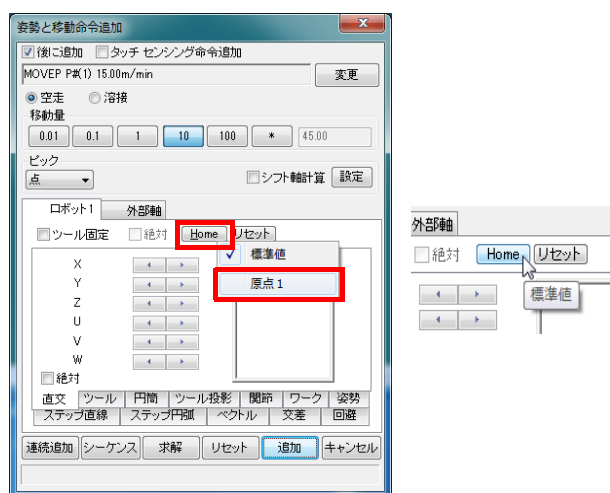 姿勢と移動命令追加
後に追加 タッチ センシング命令追加
MOVEP P#(1) 15.00m/min 変更
空走 溶接
移動量
0.01 0.1 1 10 100 * 45.00
ピック
点 シフト軸計算 設定
ロボット1 外部軸
ツール固定 絶対 Home リセット
標準値
原点1
X
Y
Z
U
V
W
絶対
直交 ツール 円筒 ツール投影 関節 ワーク 姿勢
ステップ直線 ステップ円弧 ベクトル 交差 回避
連続追加 シーケンス 求解 リセット 追加 キャンセル
外部軸
絶対 Home リセット
標準値